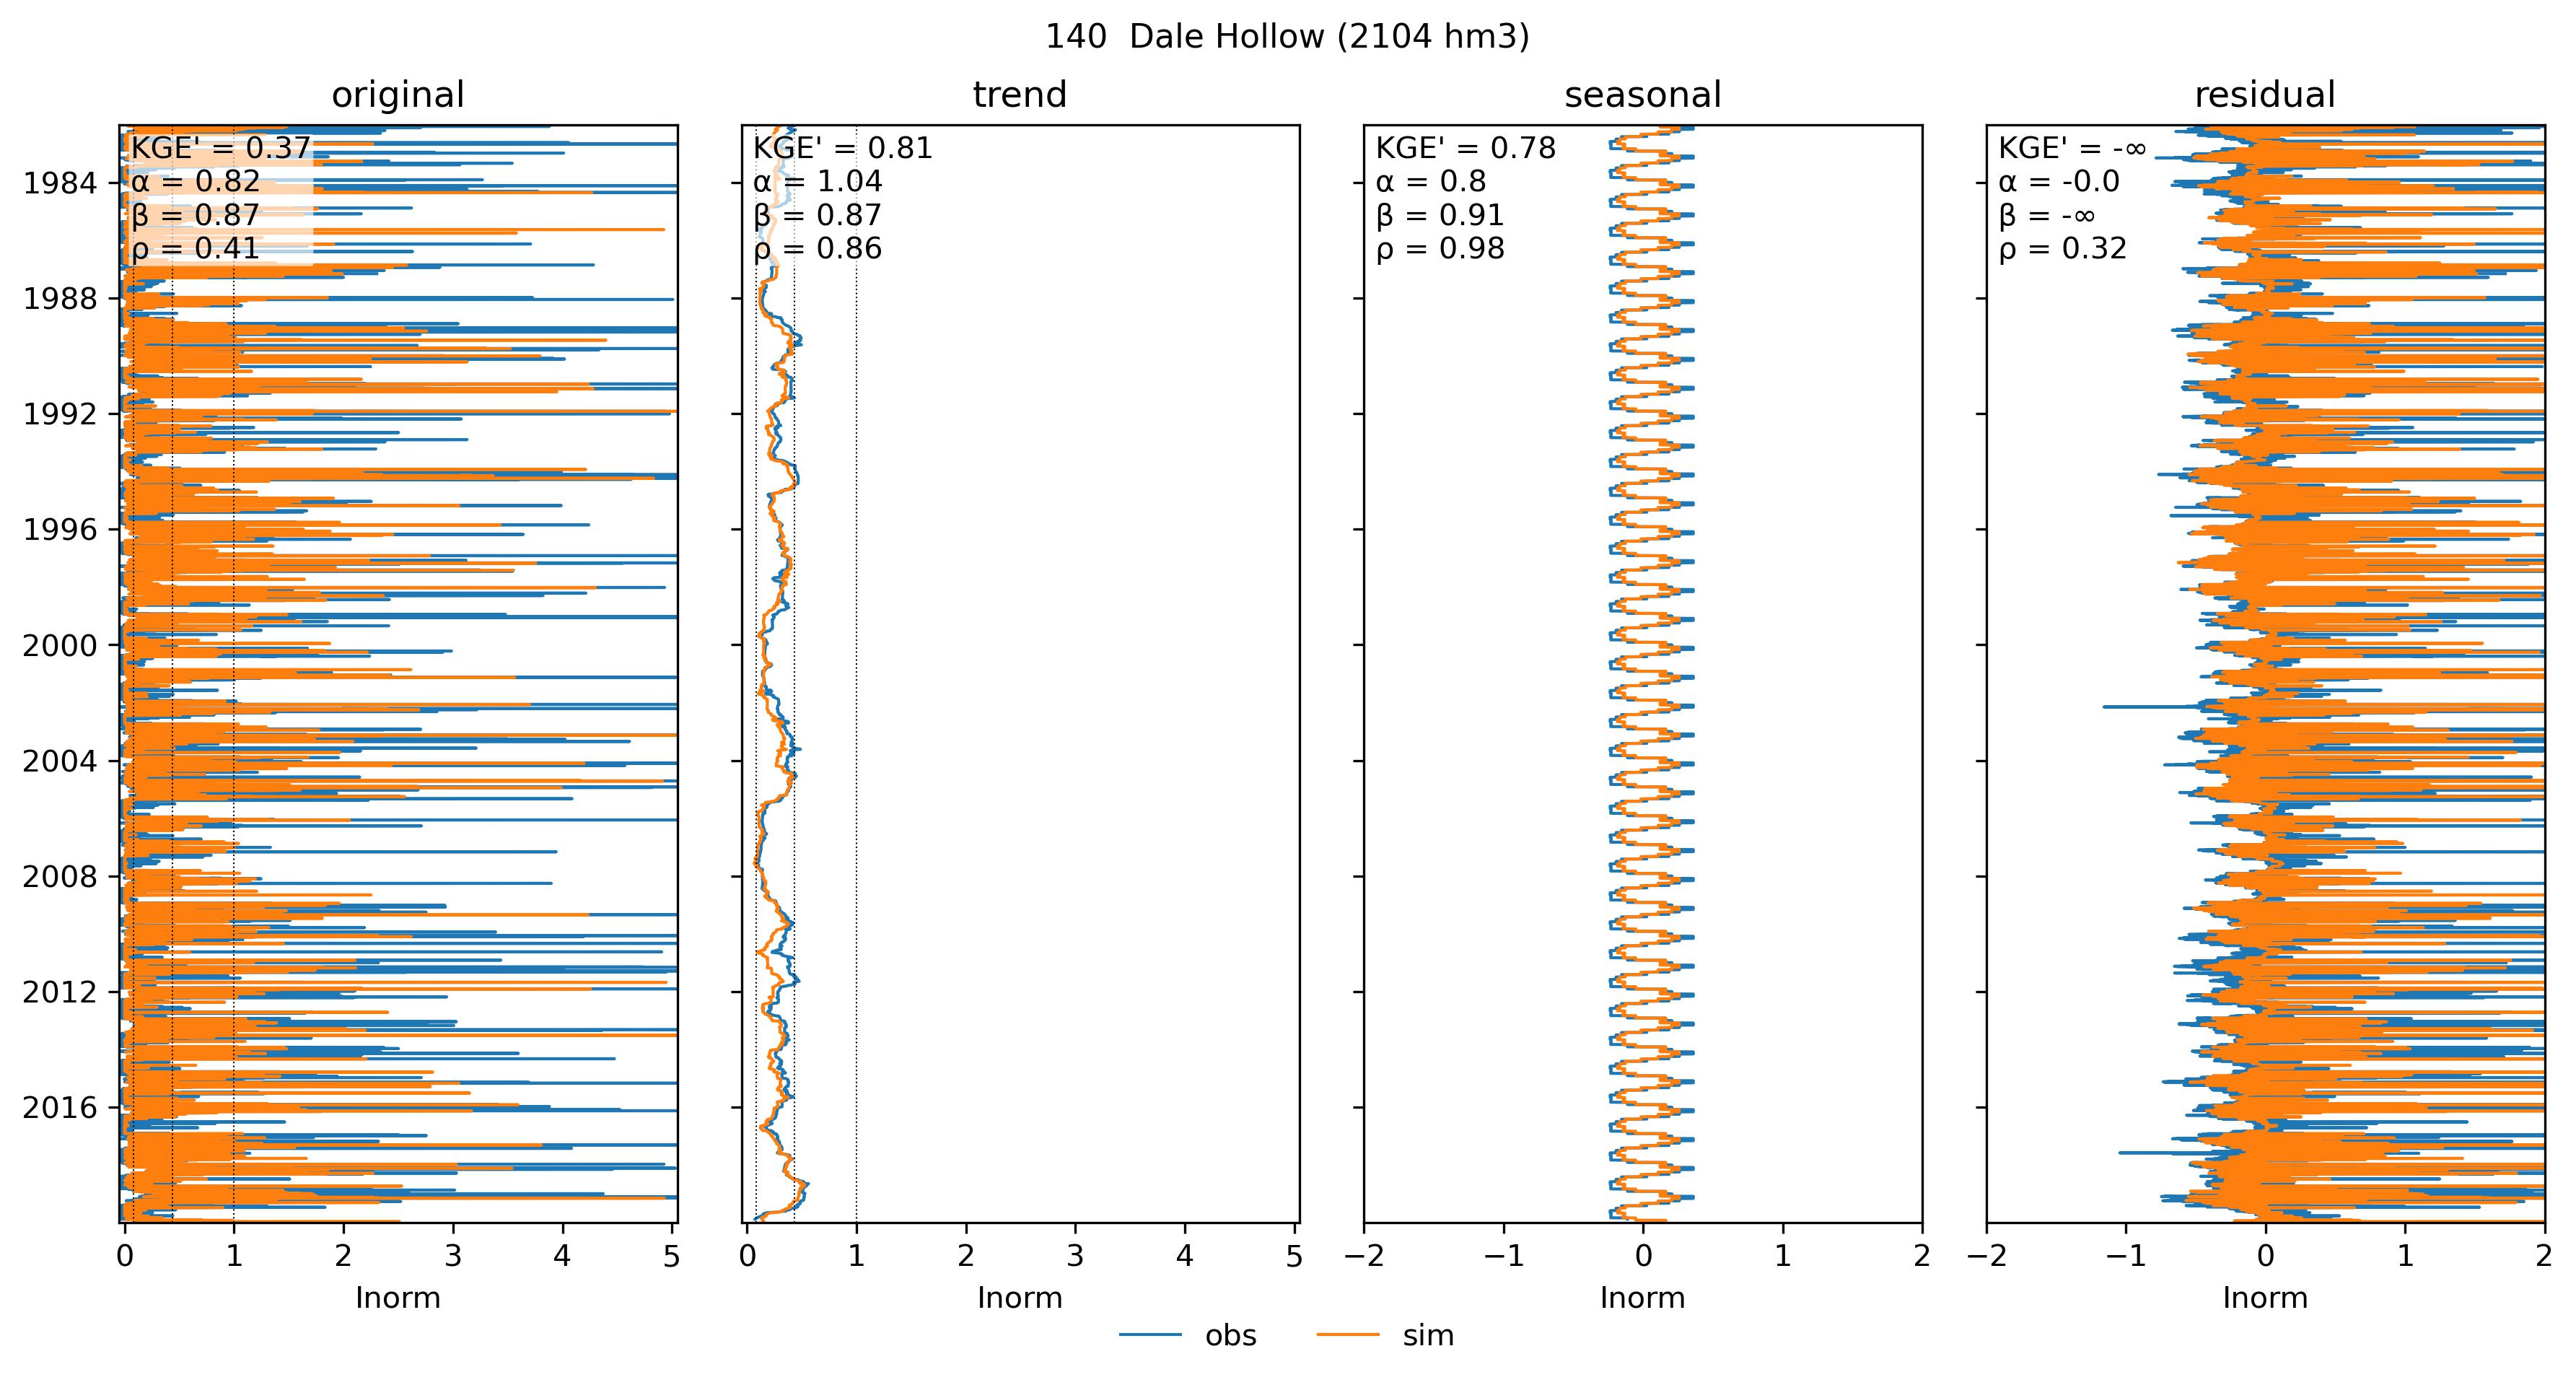 140  Dale Hollow (2104 hm3)
original
trend
seasonal
residual
KGE' = 0.37
α = 0.82
β = 0.87
ρ = 0.41
KGE' = 0.81
α = 1.04
β = 0.87
ρ = 0.86
KGE' = 0.78
α = 0.8
β = 0.91
ρ = 0.98
KGE' = -∞
α = -0.0
β = -∞
ρ = 0.32
1984
1988
1992
1996
2000
2004
2008
2012
2016
0 1 2 3 4 5
0 1 2 3 4 5
−2 −1 0 1 2
−2 −1 0 1 2
Inorm
Inorm
Inorm
Inorm
obs
sim